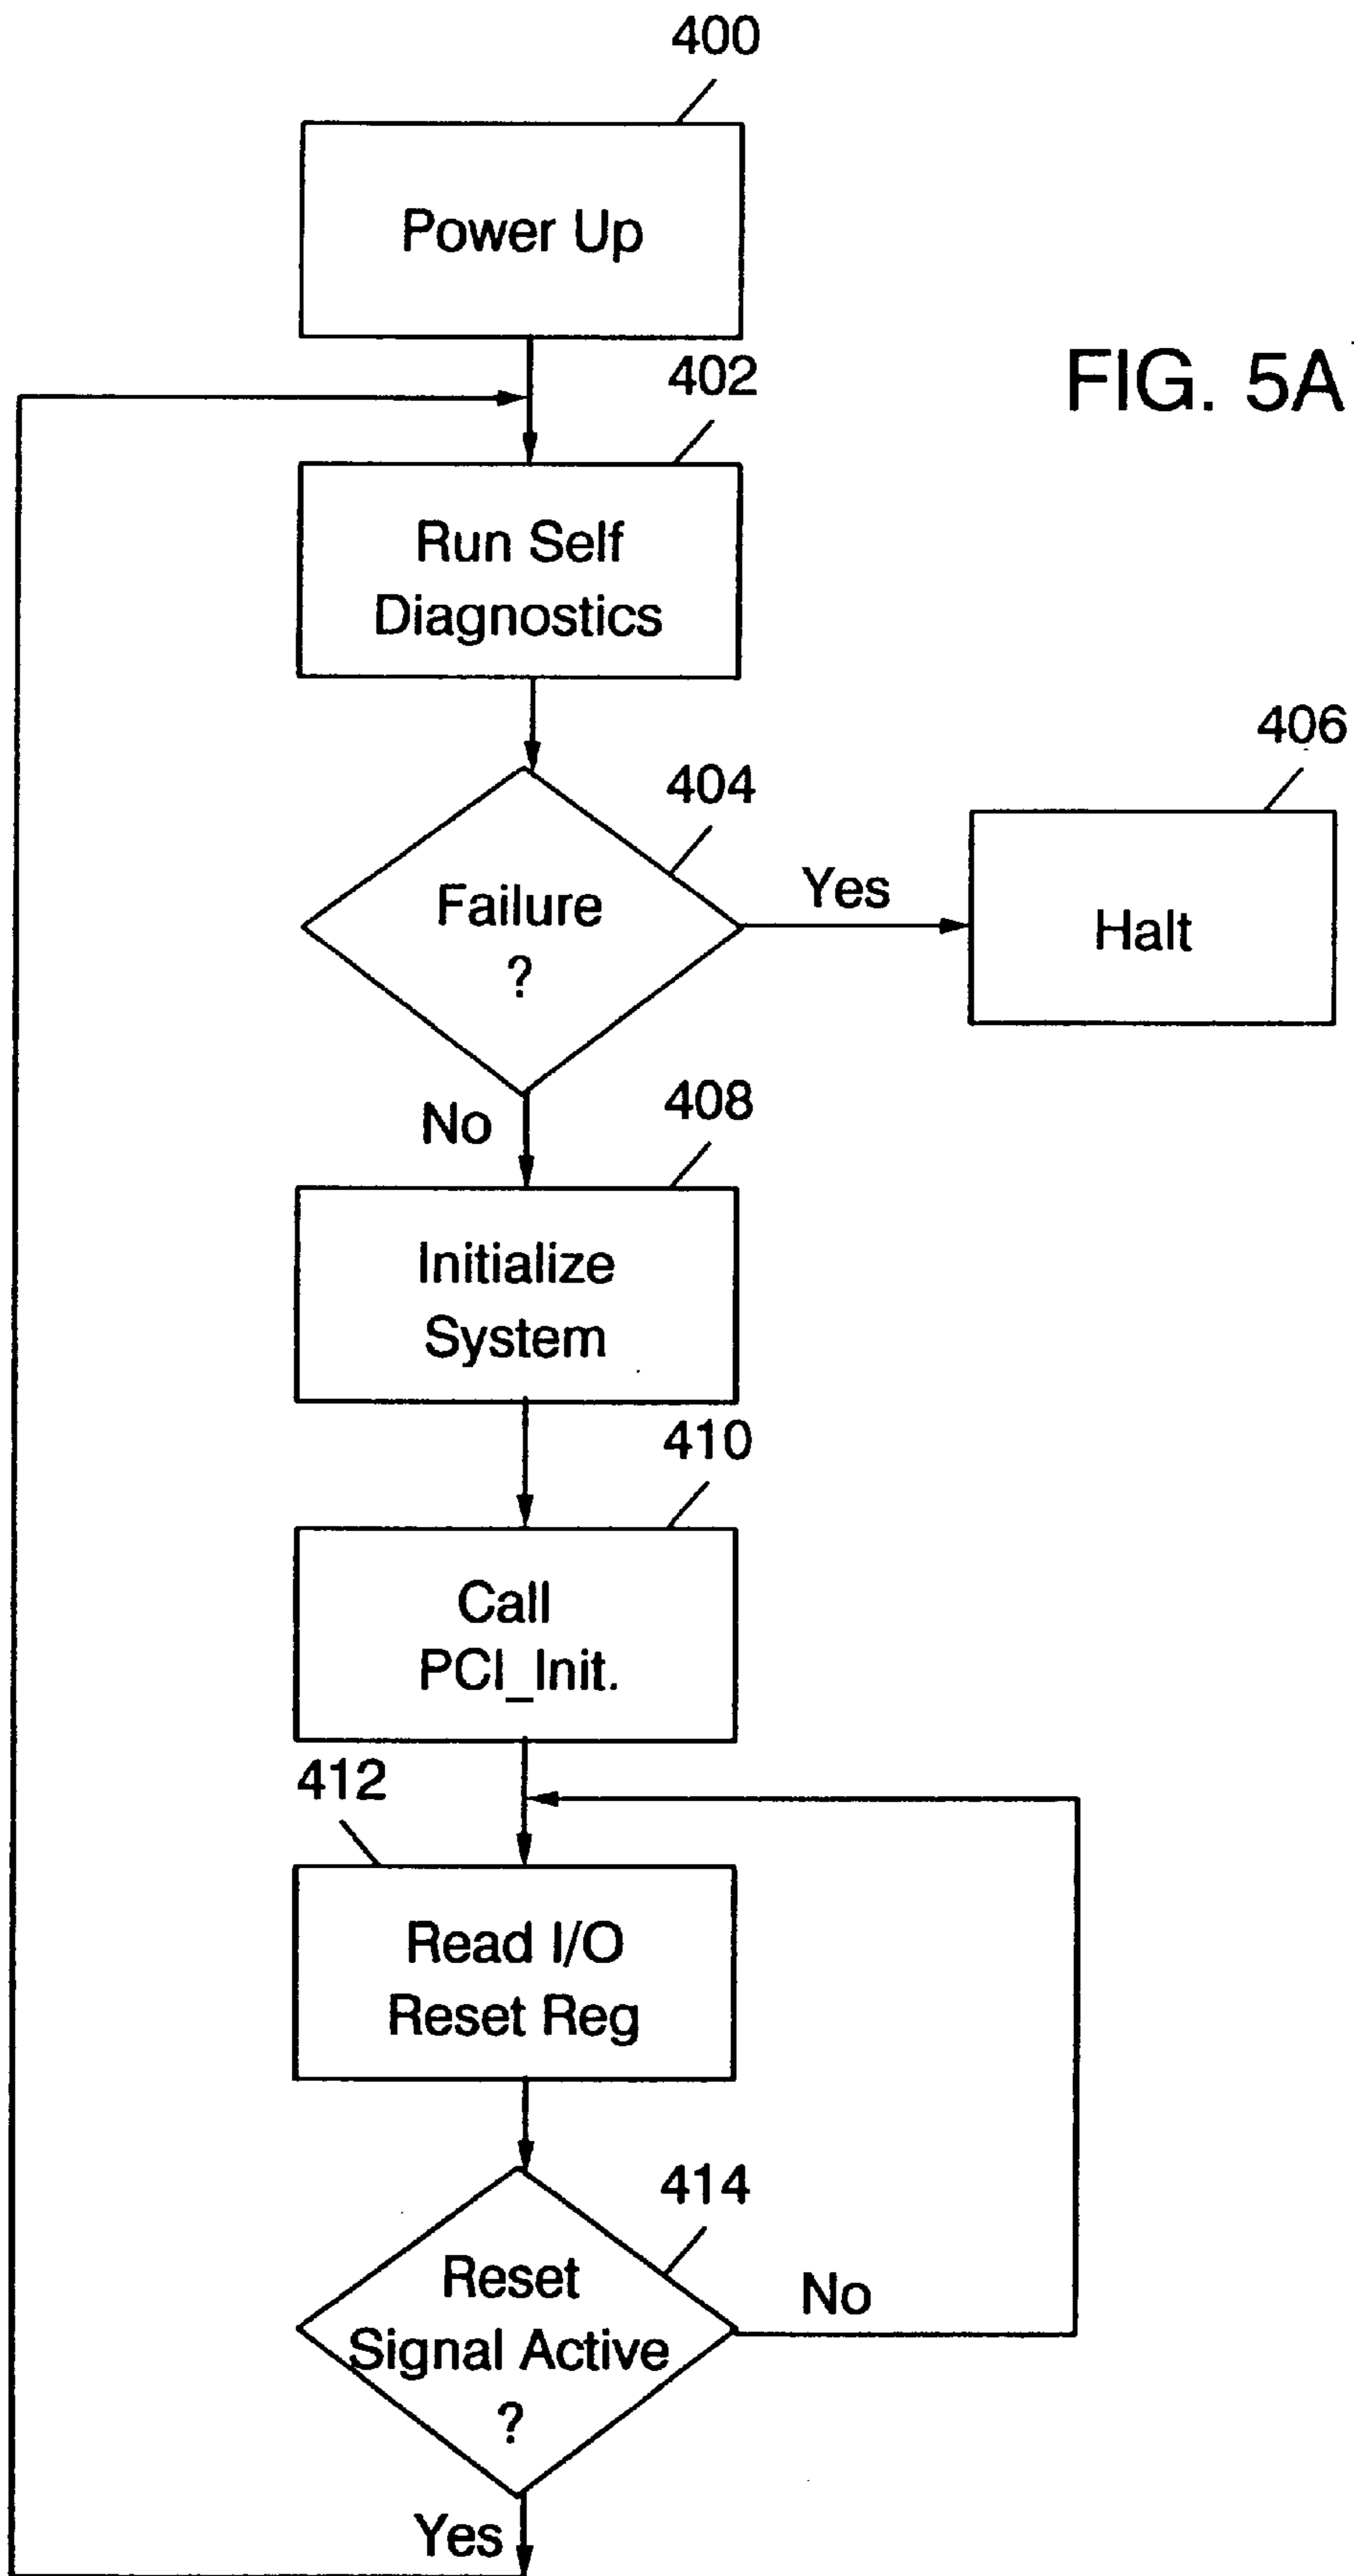 400
Power Up
FIG. 5A
402
Run Self
Diagnostics
404
Failure
?
Yes
406
Halt
No
408
Initialize
System
410
Call
PCI_Init.
412
Read I/O
Reset Reg
414
Reset
Signal Active
?
No
Yes